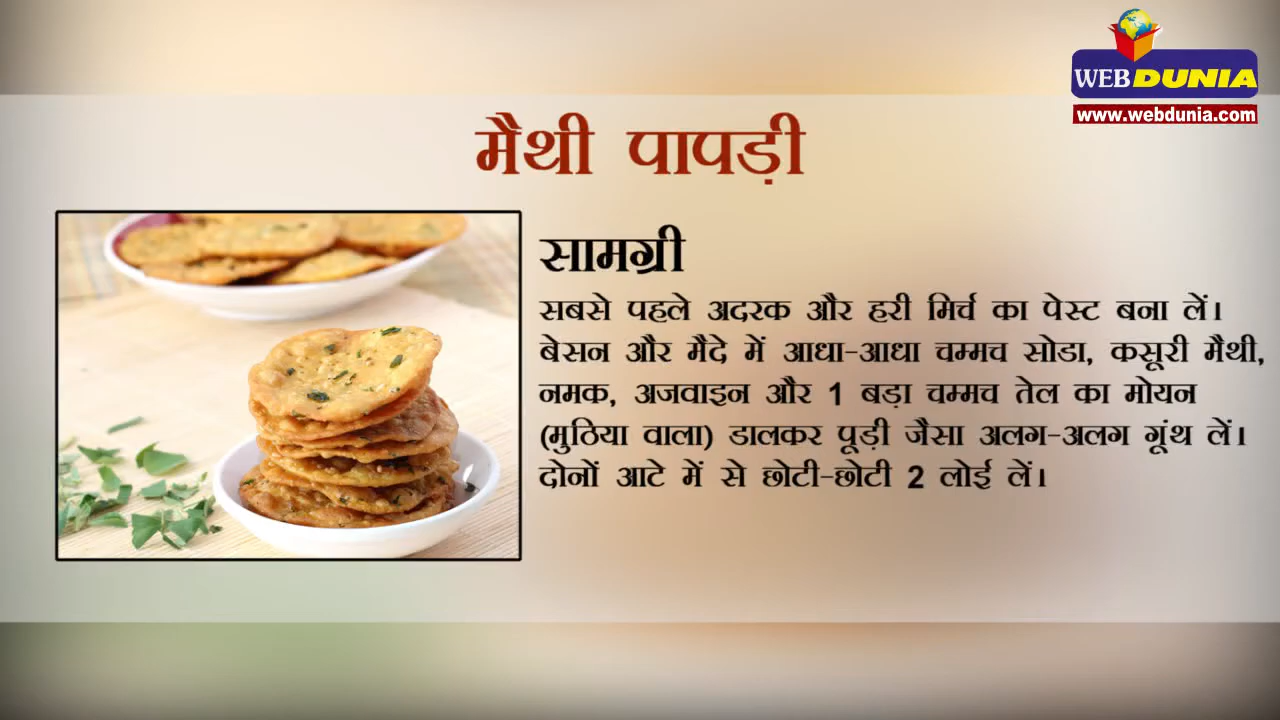 WEBDUNIA
www.webdunia.com
मैथी पापड़ी
सामग्री
सबसे पहले अदरक और हरी मिर्च का पेस्ट बना लें।
बेसन और मैदे में आधा-आधा चम्मच सोडा, कसूरी मैथी,
नमक, अजवाइन और 1 बड़ा चम्मच तेल का मोयन
(मुठिया वाला) डालकर पूड़ी जैसा अलग-अलग गूंथ लें।
दोनों आटे में से छोटी-छोटी 2 लोई लें।